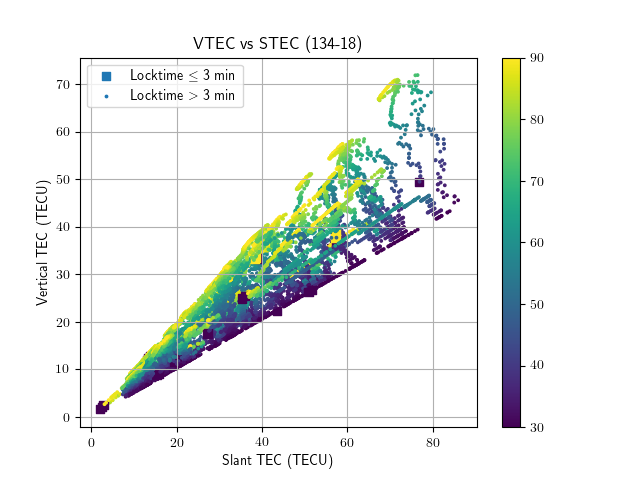 VTEC vs STEC (134-18)
Locktime ≤ 3 min
Locktime > 3 min
Vertical TEC (TECU)
70
60
50
40
30
20
10
0
0 20 40 60 80
Slant TEC (TECU)
90
80
70
60
50
40
30